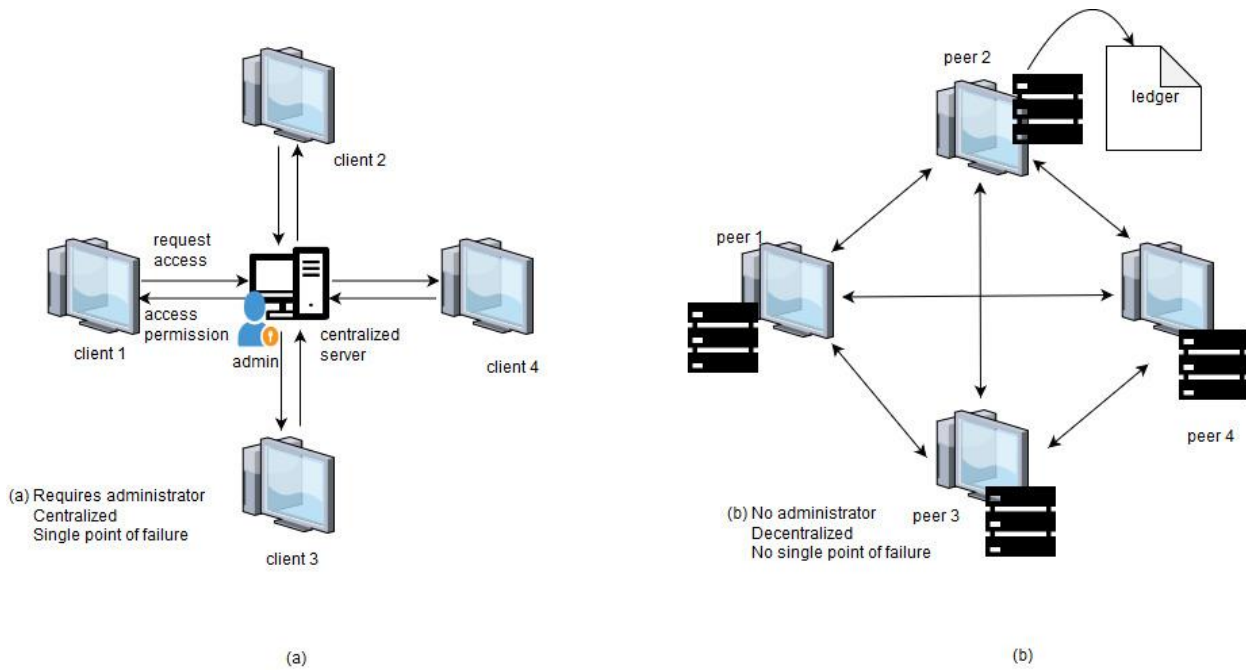 client 2
request
access
access
permission
client 1
admin
centralized
server
client 4
(a) Requires administrator
Centralized
Single point of failure
client 3
(a)
peer 2
ledger
peer 1
peer 4
peer 3
(b) No administrator
Decentralized
No single point of failure
(b)